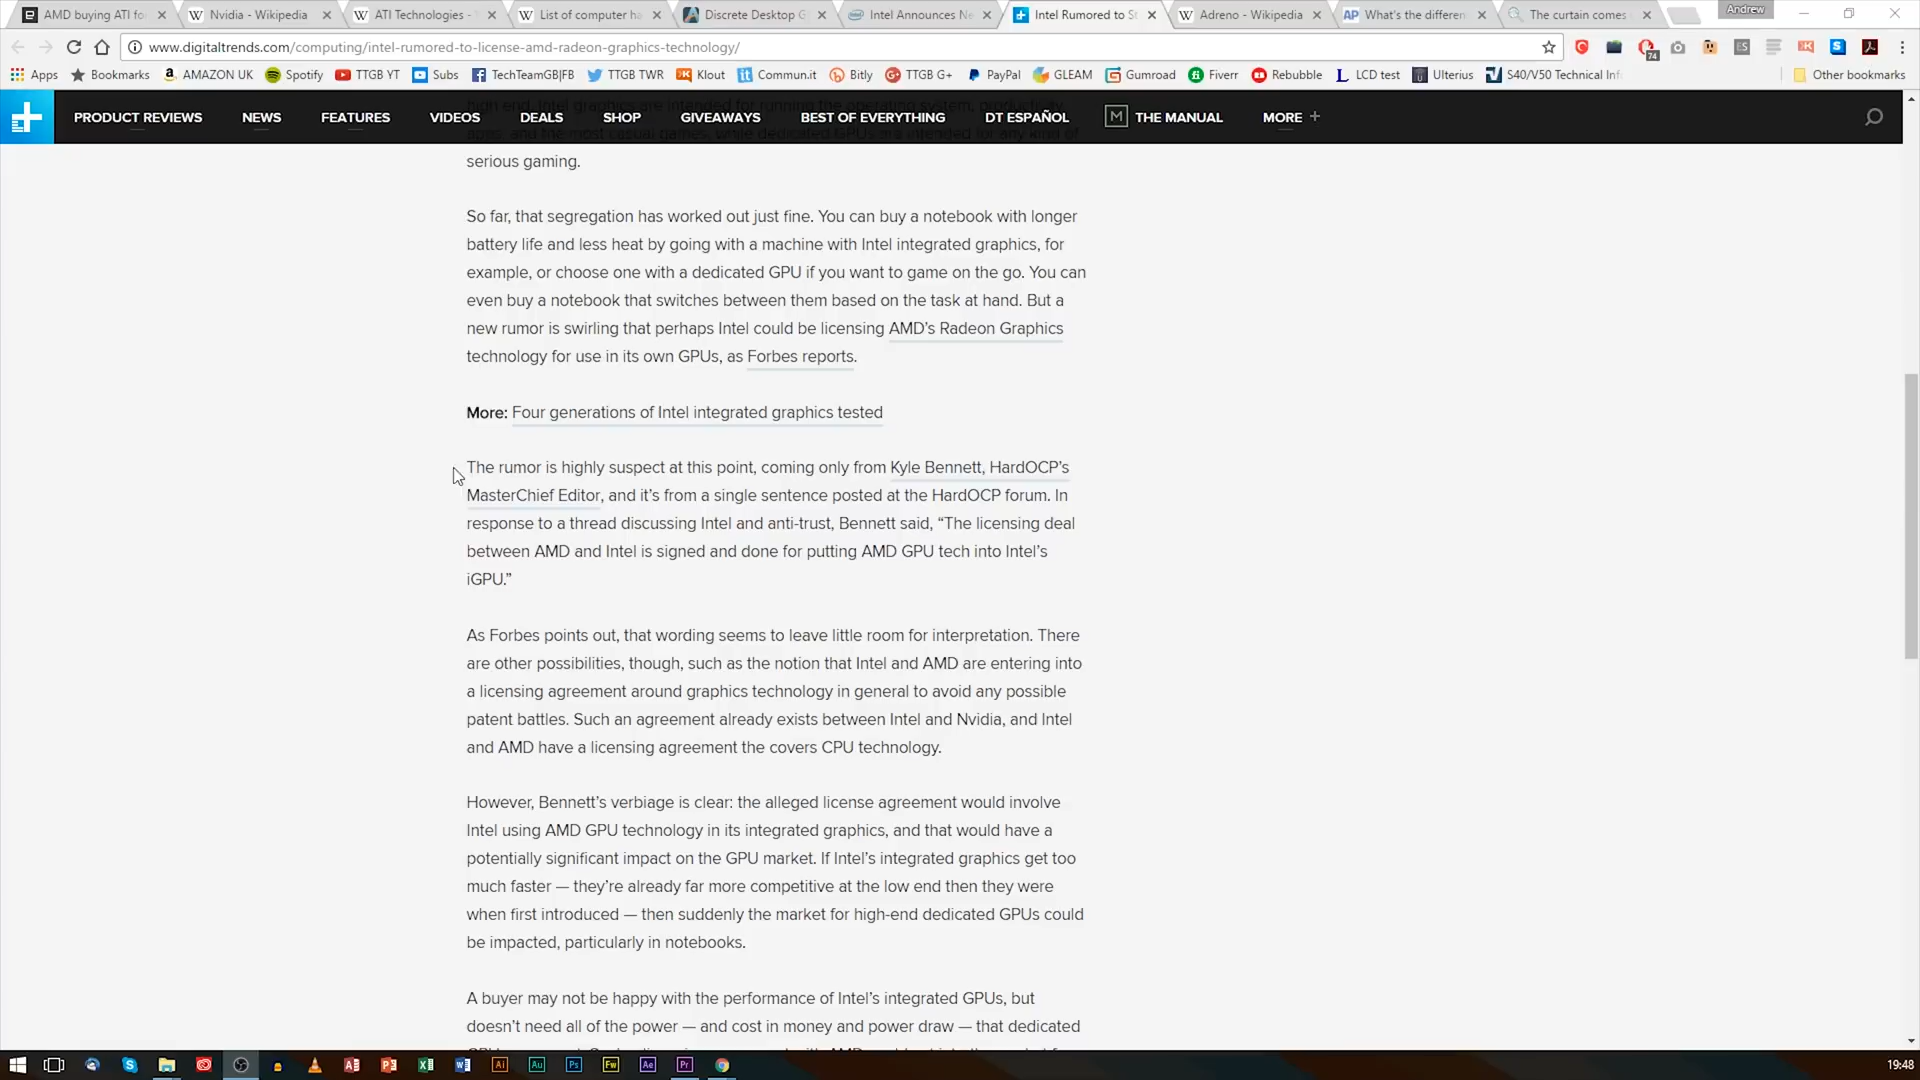 AMD buying ATI fo
Nvidia - Wikipedia
ATI Technologies -
List of computer ha
Discrete Desktop G
Intel Announces Ne
Intel Rumored to St
Adreno - Wikipedia
What's the differen
The curtain comes
Andrew
www.digitaltrends.com/computing/intel-rumored-to-license-amd-radeon-graphics-technology/
74
Apps
Bookmarks
AMAZON UK
Spotify
TTGB YT
Subs
TechTeamGB|FB
TTGB TWR
Klout
Commun.it
Bitly
TTGB G+
PayPal
GLEAM
Gumroad
Fiverr
Rebubble
LCD test
Ulterius
S40/V50 Technical Inf
Other bookmarks
PRODUCT REVIEWS
NEWS
FEATURES
VIDEOS
DEALS
SHOP
GIVEAWAYS
BEST OF EVERYTHING
DT ESPAÑOL
M THE MANUAL
MORE +
high end. Intel graphics are intended for running the operating system, productivity
apps, and the most casual games, while dedicated GPUs are intended for any kind of
serious gaming.
So far, that segregation has worked out just fine. You can buy a notebook with longer
battery life and less heat by going with a machine with Intel integrated graphics, for
example, or choose one with a dedicated GPU if you want to game on the go. You can
even buy a notebook that switches between them based on the task at hand. But a
new rumor is swirling that perhaps Intel could be licensing AMD's Radeon Graphics
technology for use in its own GPUs, as Forbes reports.
More: Four generations of Intel integrated graphics tested
The rumor is highly suspect at this point, coming only from Kyle Bennett, HardOCP's
MasterChief Editor, and it's from a single sentence posted at the HardOCP forum. In
response to a thread discussing Intel and anti-trust, Bennett said, “The licensing deal
between AMD and Intel is signed and done for putting AMD GPU tech into Intel's
iGPU.”
As Forbes points out, that wording seems to leave little room for interpretation. There
are other possibilities, though, such as the notion that Intel and AMD are entering into
a licensing agreement around graphics technology in general to avoid any possible
patent battles. Such an agreement already exists between Intel and Nvidia, and Intel
and AMD have a licensing agreement the covers CPU technology.
However, Bennett's verbiage is clear: the alleged license agreement would involve
Intel using AMD GPU technology in its integrated graphics, and that would have a
potentially significant impact on the GPU market. If Intel's integrated graphics get too
much faster — they're already far more competitive at the low end then they were
when first introduced — then suddenly the market for high-end dedicated GPUs could
be impacted, particularly in notebooks.
A buyer may not be happy with the performance of Intel's integrated GPUs, but
doesn't need all of the power — and cost in money and power draw — that dedicated
19:48